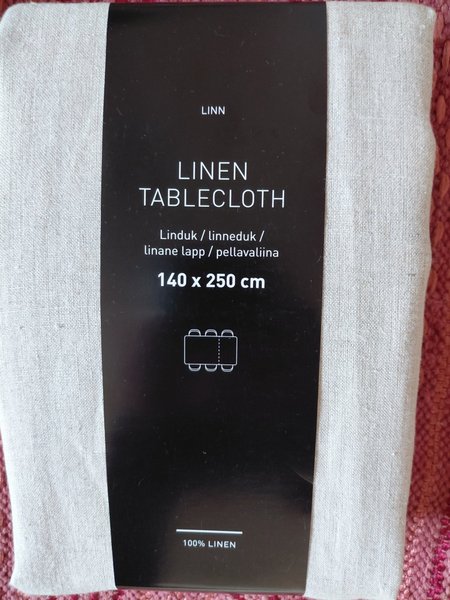 LINN
LINEN
TABLECLOTH
Linduk / linneduk /
linane lapp / pellavaliina
140 x 250 cm
100% LINEN